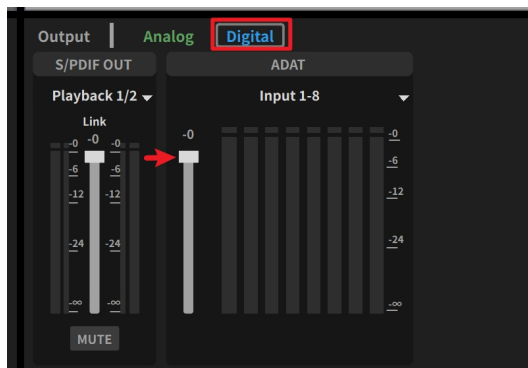 Output Analog Digital
S/PDIF OUT ADAT
Playback 1/2 Input 1-8
Link
-0 -0 -0 -0 -0
-6 -6 -6
-12 -12 -12
-24 -24 -24
-∞ -∞ -∞
MUTE